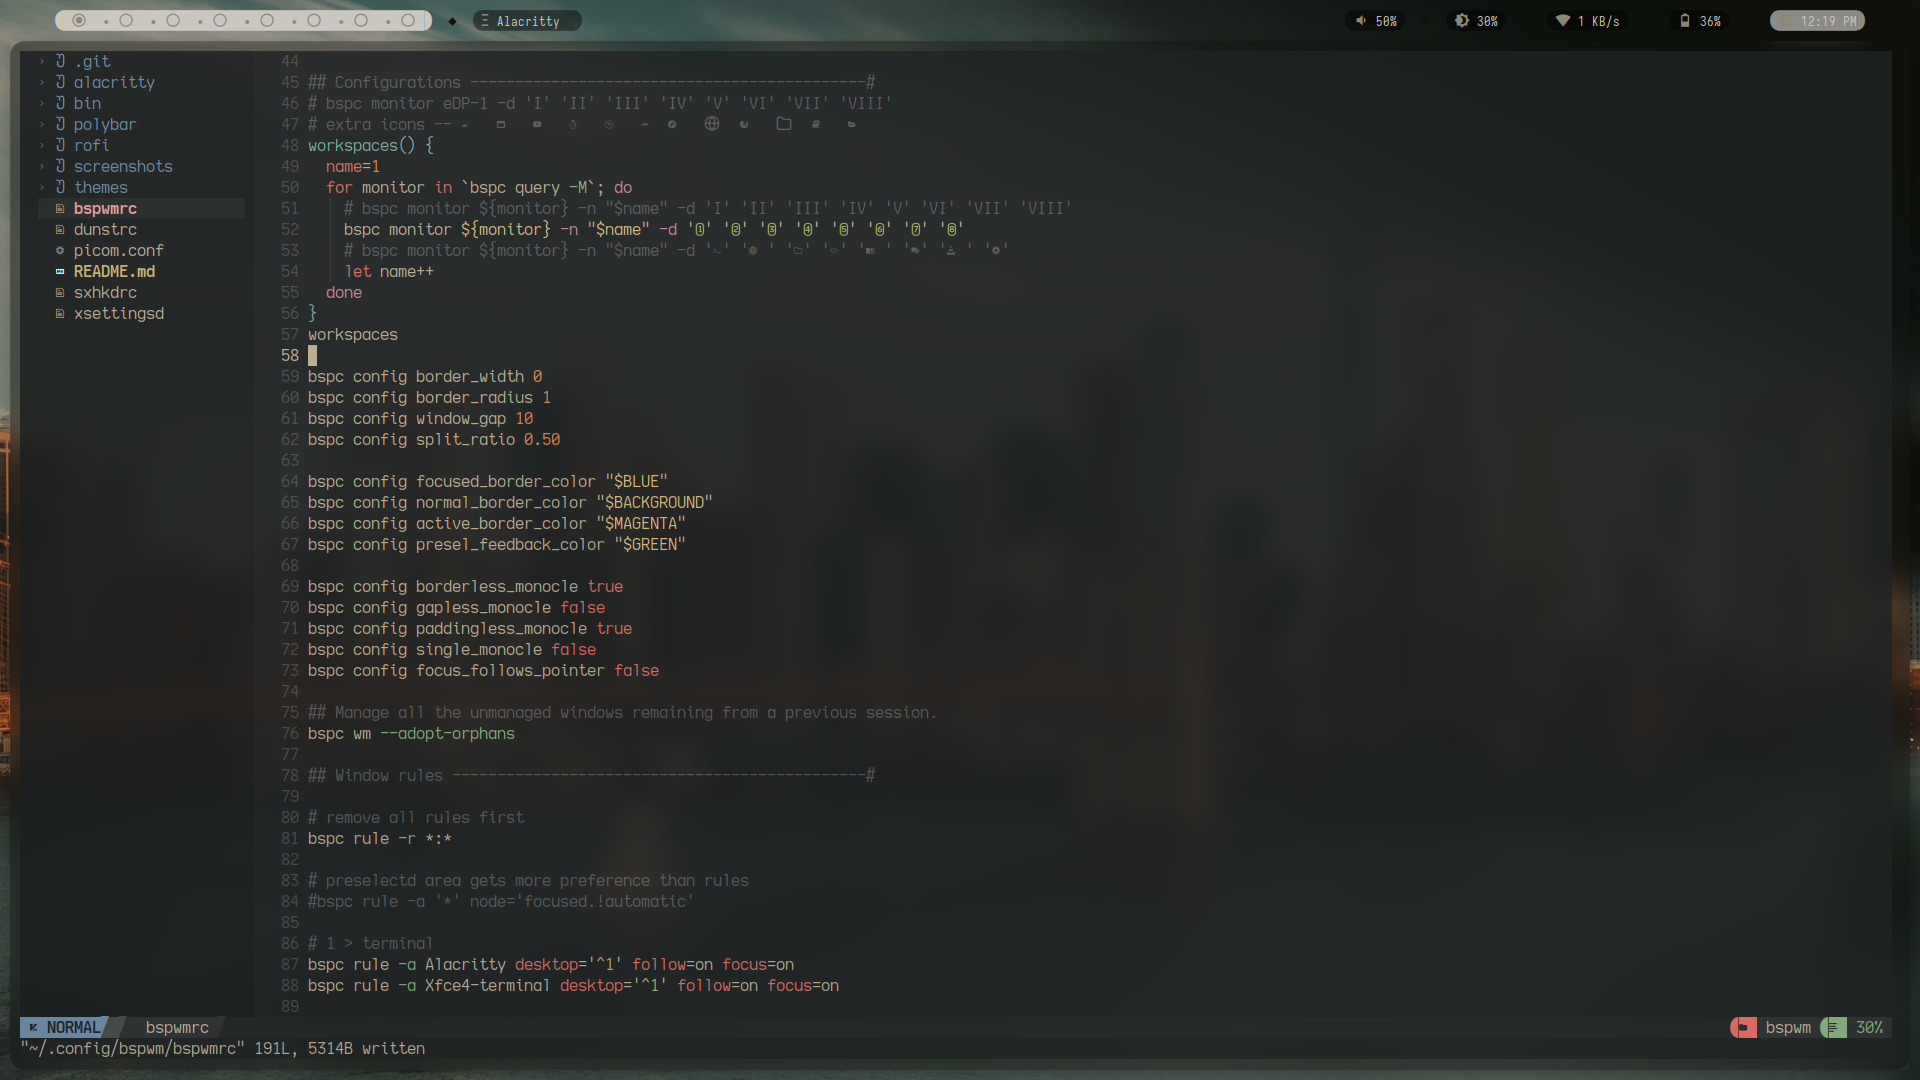 Alacritty
50%
30%
1 KB/s
36%
12:19 PM
.git
alacritty
bin
polybar
rofi
screenshots
themes
bspwmrc
dunstrc
picom.conf
README.md
sxhkdrc
xsettingsd
44
45 ## Configurations --------------------------------------------#
46 # bspc monitor eDP-1 -d 'I' 'II' 'III' 'IV' 'V' 'VI' 'VII' 'VIII'
47 # extra icons --
48 workspaces() {
49 name=1
50 for monitor in `bspc query -M`; do
51 # bspc monitor ${monitor} -n "$name" -d 'I' 'II' 'III' 'IV' 'V' 'VI' 'VII' 'VIII'
52 bspc monitor ${monitor} -n "$name" -d '①' '②' '③' '④' '⑤' '⑥' '⑦' '⑧'
53 # bspc monitor ${monitor} -n "$name" -d
54 let name++
55 done
56 }
57 workspaces
58
59 bspc config border_width 0
60 bspc config border_radius 1
61 bspc config window_gap 10
62 bspc config split_ratio 0.50
63
64 bspc config focused_border_color "$BLUE"
65 bspc config normal_border_color "$BACKGROUND"
66 bspc config active_border_color "$MAGENTA"
67 bspc config presel_feedback_color "$GREEN"
68
69 bspc config borderless_monocle true
70 bspc config gapless_monocle false
71 bspc config paddingless_monocle true
72 bspc config single_monocle false
73 bspc config focus_follows_pointer false
74
75 ## Manage all the unmanaged windows remaining from a previous session.
76 bspc wm --adopt-orphans
77
78 ## Window rules ----------------------------------------------#
79
80 # remove all rules first
81 bspc rule -r *:*
82
83 # preselectd area gets more preference than rules
84 #bspc rule -a '*' node='focused.!automatic'
85
86 # 1 > terminal
87 bspc rule -a Alacritty desktop='^1' follow=on focus=on
88 bspc rule -a Xfce4-terminal desktop='^1' follow=on focus=on
89
NORMAL bspwmrc
bspwm 30%
"~/.config/bspwm/bspwmrc" 191L, 5314B written